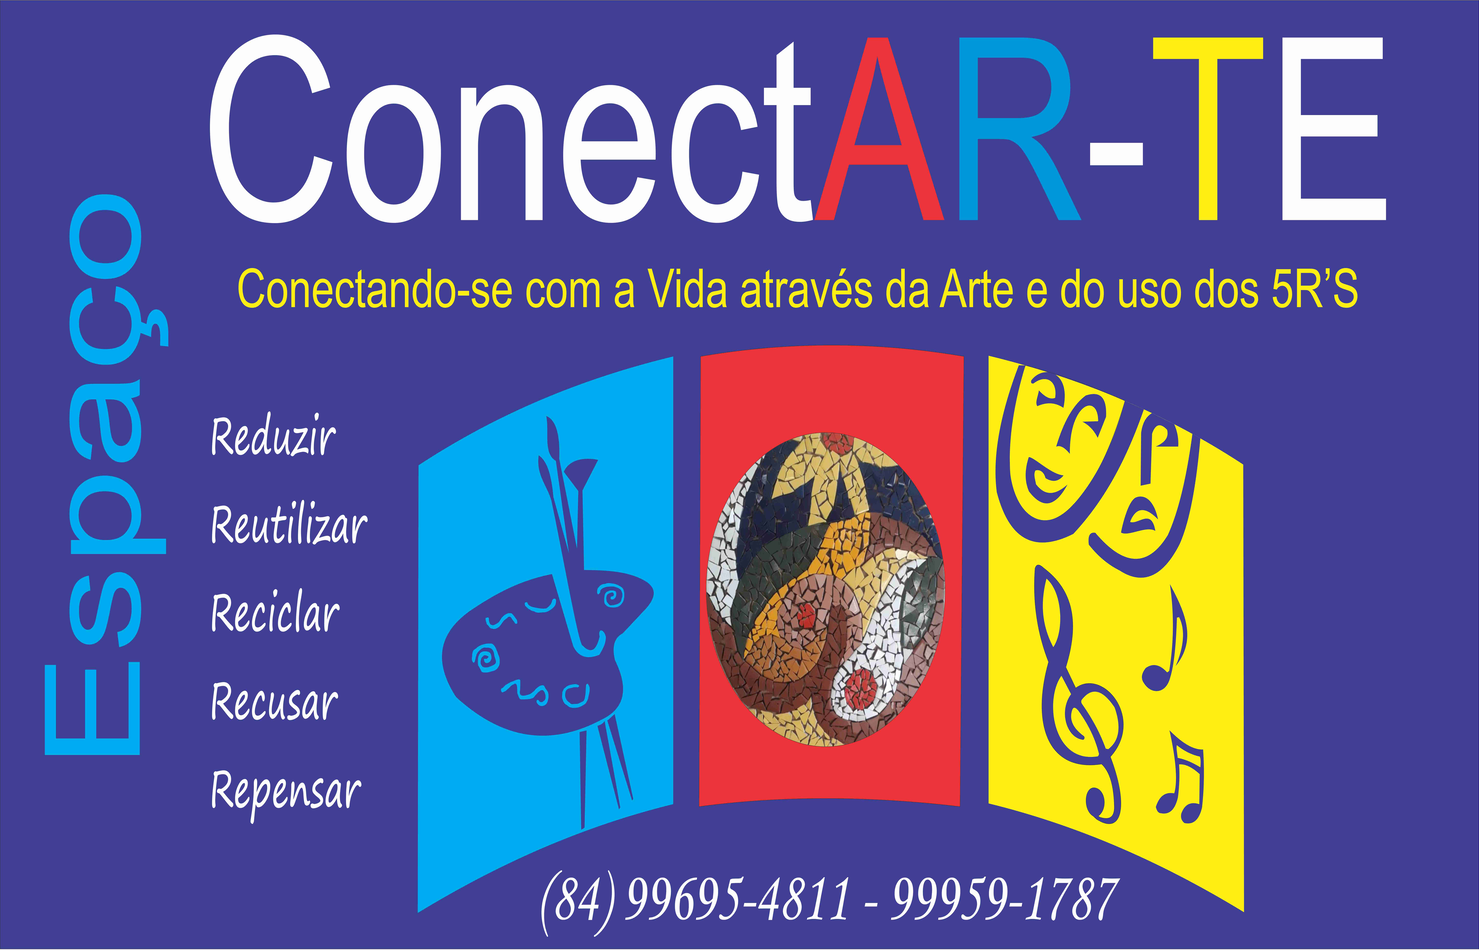 Espaço
ConectAR-TE
Conectando-se com a Vida através da Arte e do uso dos 5R’S
Reduzir
Reutilizar
Reciclar
Recusar
Repensar
(84) 99695-4811 - 99959-1787